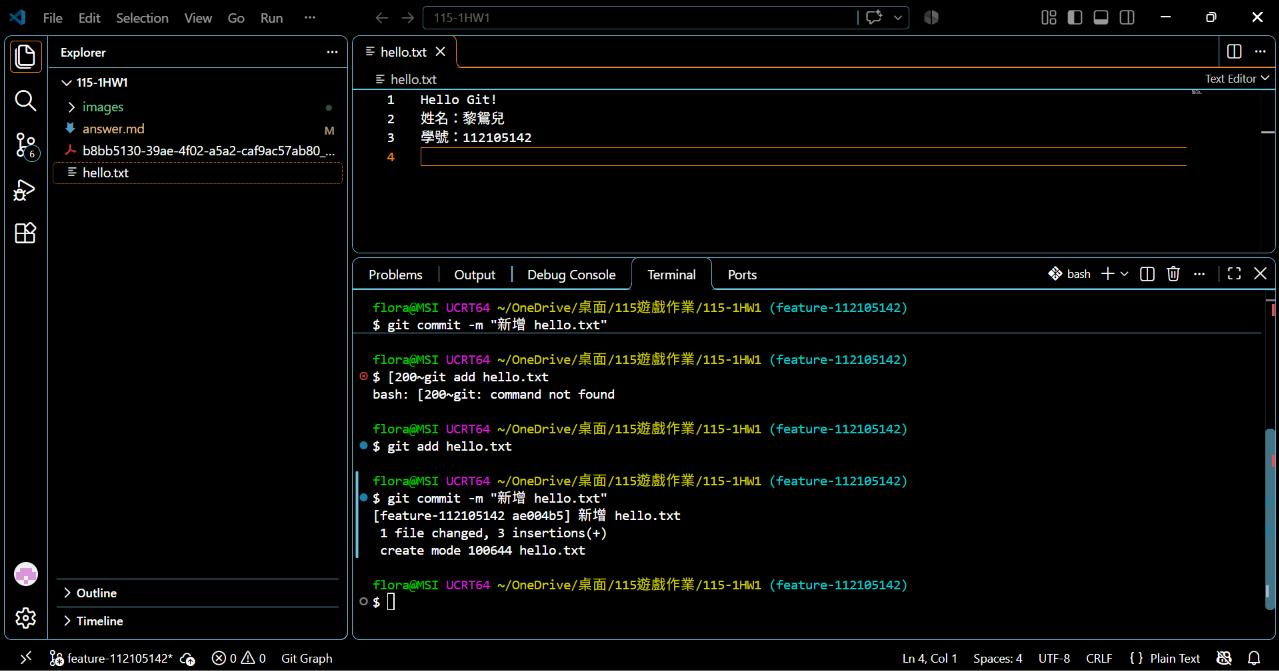 File Edit Selection View Go Run ···
115-1HW1
Explorer ···
115-1HW1
images
answer.md M
b8bb5130-39ae-4f02-a5a2-caf9ac57ab80_...
hello.txt
6
Outline
Timeline
hello.txt
hello.txt
Text Editor
1 Hello Git!
2 姓名：黎鴛兒
3 學號：112105142
4
Problems Output Debug Console Terminal Ports
bash
flora@MSI UCRT64 ~/OneDrive/桌面/115遊戲作業/115-1HW1 (feature-112105142)
$ git commit -m "新增 hello.txt"
flora@MSI UCRT64 ~/OneDrive/桌面/115遊戲作業/115-1HW1 (feature-112105142)
$ [200~git add hello.txt
bash: [200~git: command not found
flora@MSI UCRT64 ~/OneDrive/桌面/115遊戲作業/115-1HW1 (feature-112105142)
$ git add hello.txt
flora@MSI UCRT64 ~/OneDrive/桌面/115遊戲作業/115-1HW1 (feature-112105142)
$ git commit -m "新增 hello.txt"
[feature-112105142 ae004b5] 新增 hello.txt
1 file changed, 3 insertions(+)
create mode 100644 hello.txt
flora@MSI UCRT64 ~/OneDrive/桌面/115遊戲作業/115-1HW1 (feature-112105142)
$
feature-112105142* 0 0 Git Graph
Ln 4, Col 1 Spaces: 4 UTF-8 CRLF { } Plain Text